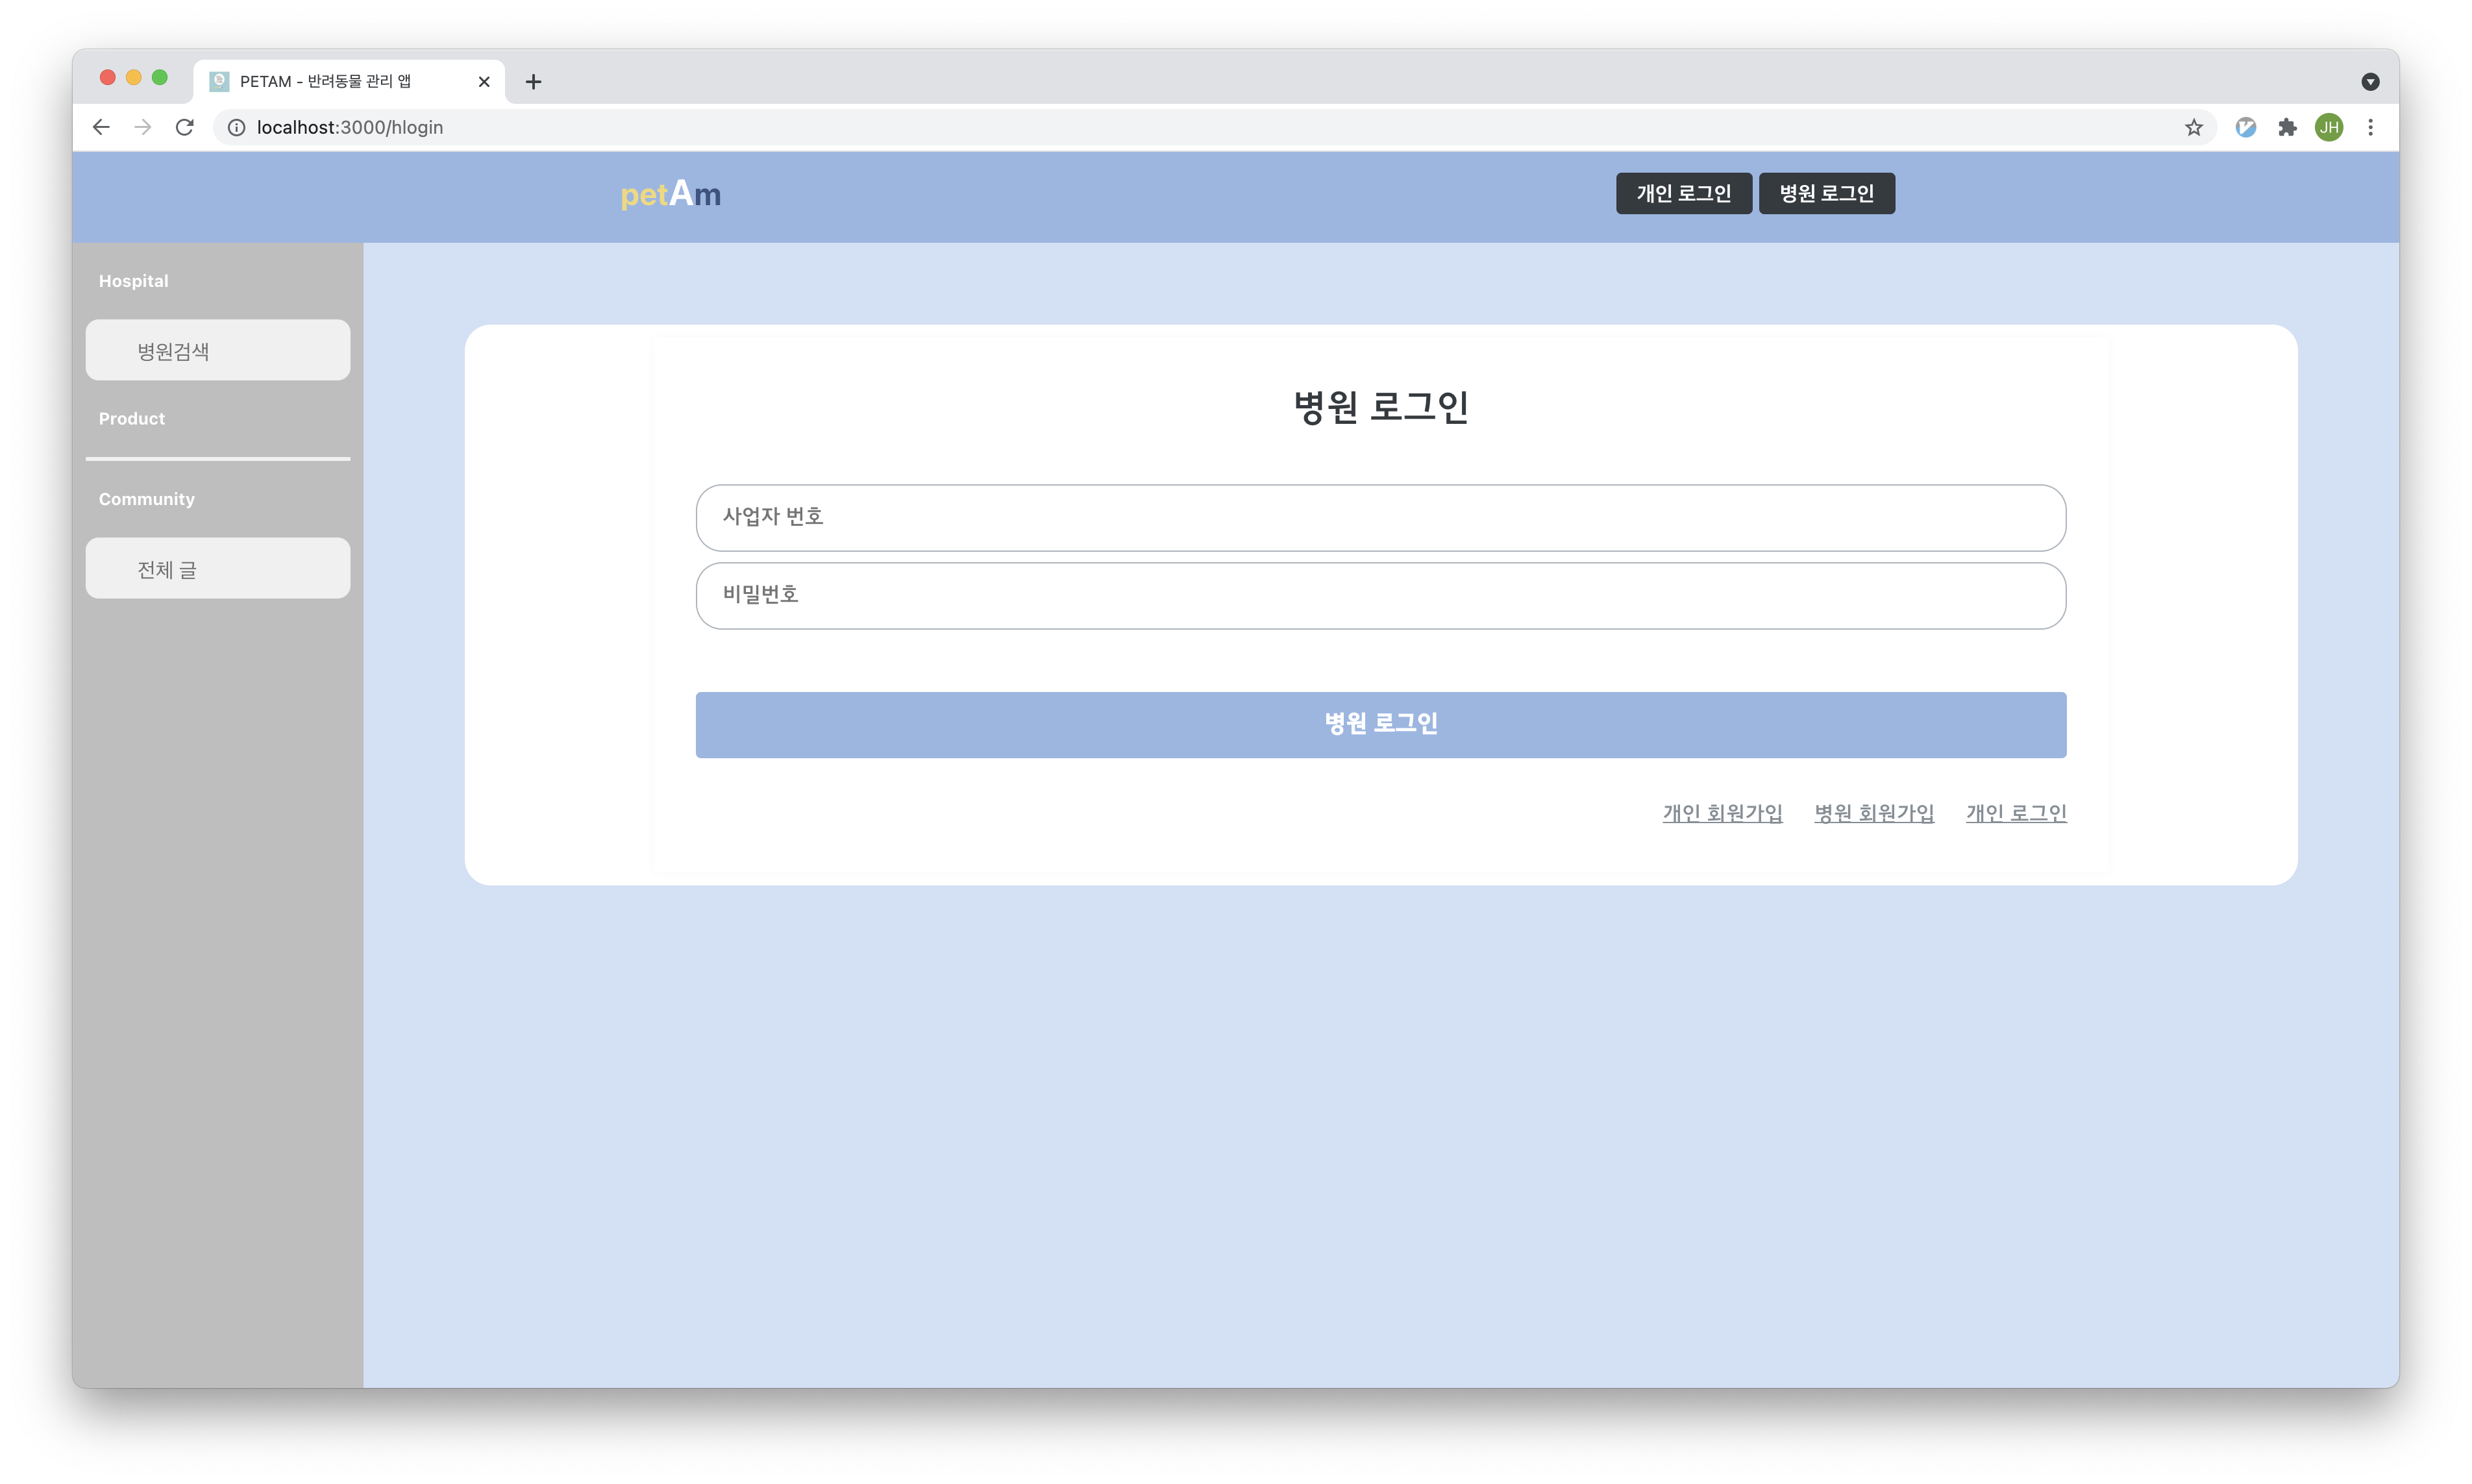 PETAM - 반려동물 관리 앱
localhost:3000/hlogin
JH
petAm
개인 로그인 병원 로그인
Hospital
병원검색
Product
Community
전체 글
병원 로그인
사업자 번호
비밀번호
병원 로그인
개인 회원가입 병원 회원가입 개인 로그인